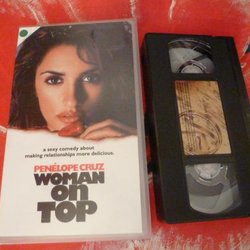 a sexy comedy about
making relationships more delicious.
PENÉLOPE CRUZ
WOMAN
on
TOP